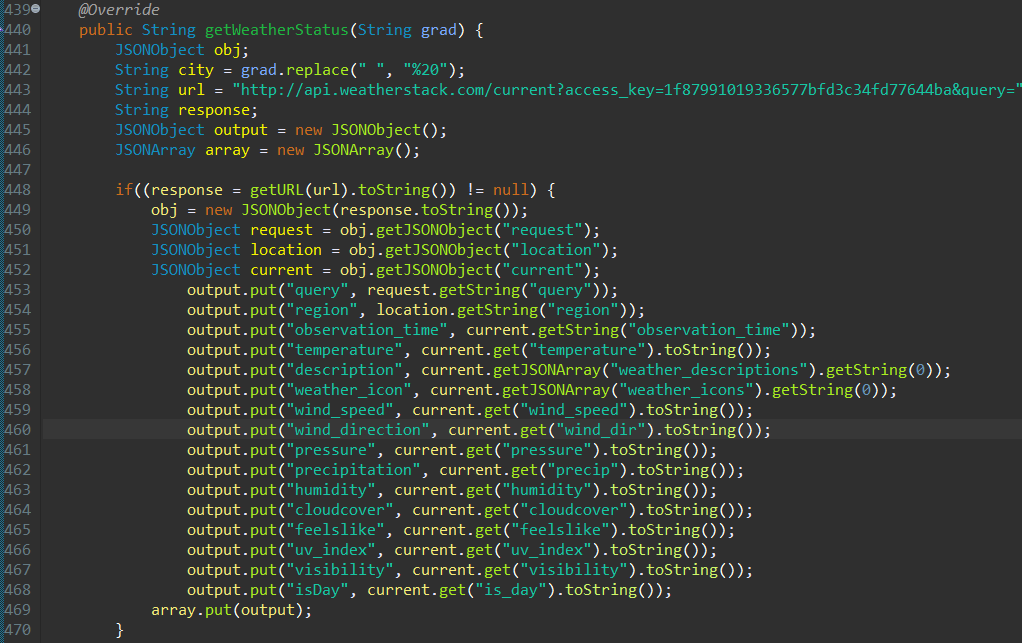 439 @Override
440 public String getWeatherStatus(String grad) {
441 JSONObject obj;
442 String city = grad.replace(" ", "%20");
443 String url = "http://api.weatherstack.com/current?access_key=1f87991019336577bfd3c34fd77644ba&query="
444 String response;
445 JSONObject output = new JSONObject();
446 JSONArray array = new JSONArray();
447
448 if((response = getURL(url).toString()) != null) {
449 obj = new JSONObject(response.toString());
450 JSONObject request = obj.getJSONObject("request");
451 JSONObject location = obj.getJSONObject("location");
452 JSONObject current = obj.getJSONObject("current");
453 output.put("query", request.getString("query"));
454 output.put("region", location.getString("region"));
455 output.put("observation_time", current.getString("observation_time"));
456 output.put("temperature", current.get("temperature").toString());
457 output.put("description", current.getJSONArray("weather_descriptions").getString(0));
458 output.put("weather_icon", current.getJSONArray("weather_icons").getString(0));
459 output.put("wind_speed", current.get("wind_speed").toString());
460 output.put("wind_direction", current.get("wind_dir").toString());
461 output.put("pressure", current.get("pressure").toString());
462 output.put("precipitation", current.get("precip").toString());
463 output.put("humidity", current.get("humidity").toString());
464 output.put("cloudcover", current.get("cloudcover").toString());
465 output.put("feelslike", current.get("feelslike").toString());
466 output.put("uv_index", current.get("uv_index").toString());
467 output.put("visibility", current.get("visibility").toString());
468 output.put("isDay", current.get("is_day").toString());
469 array.put(output);
470 }